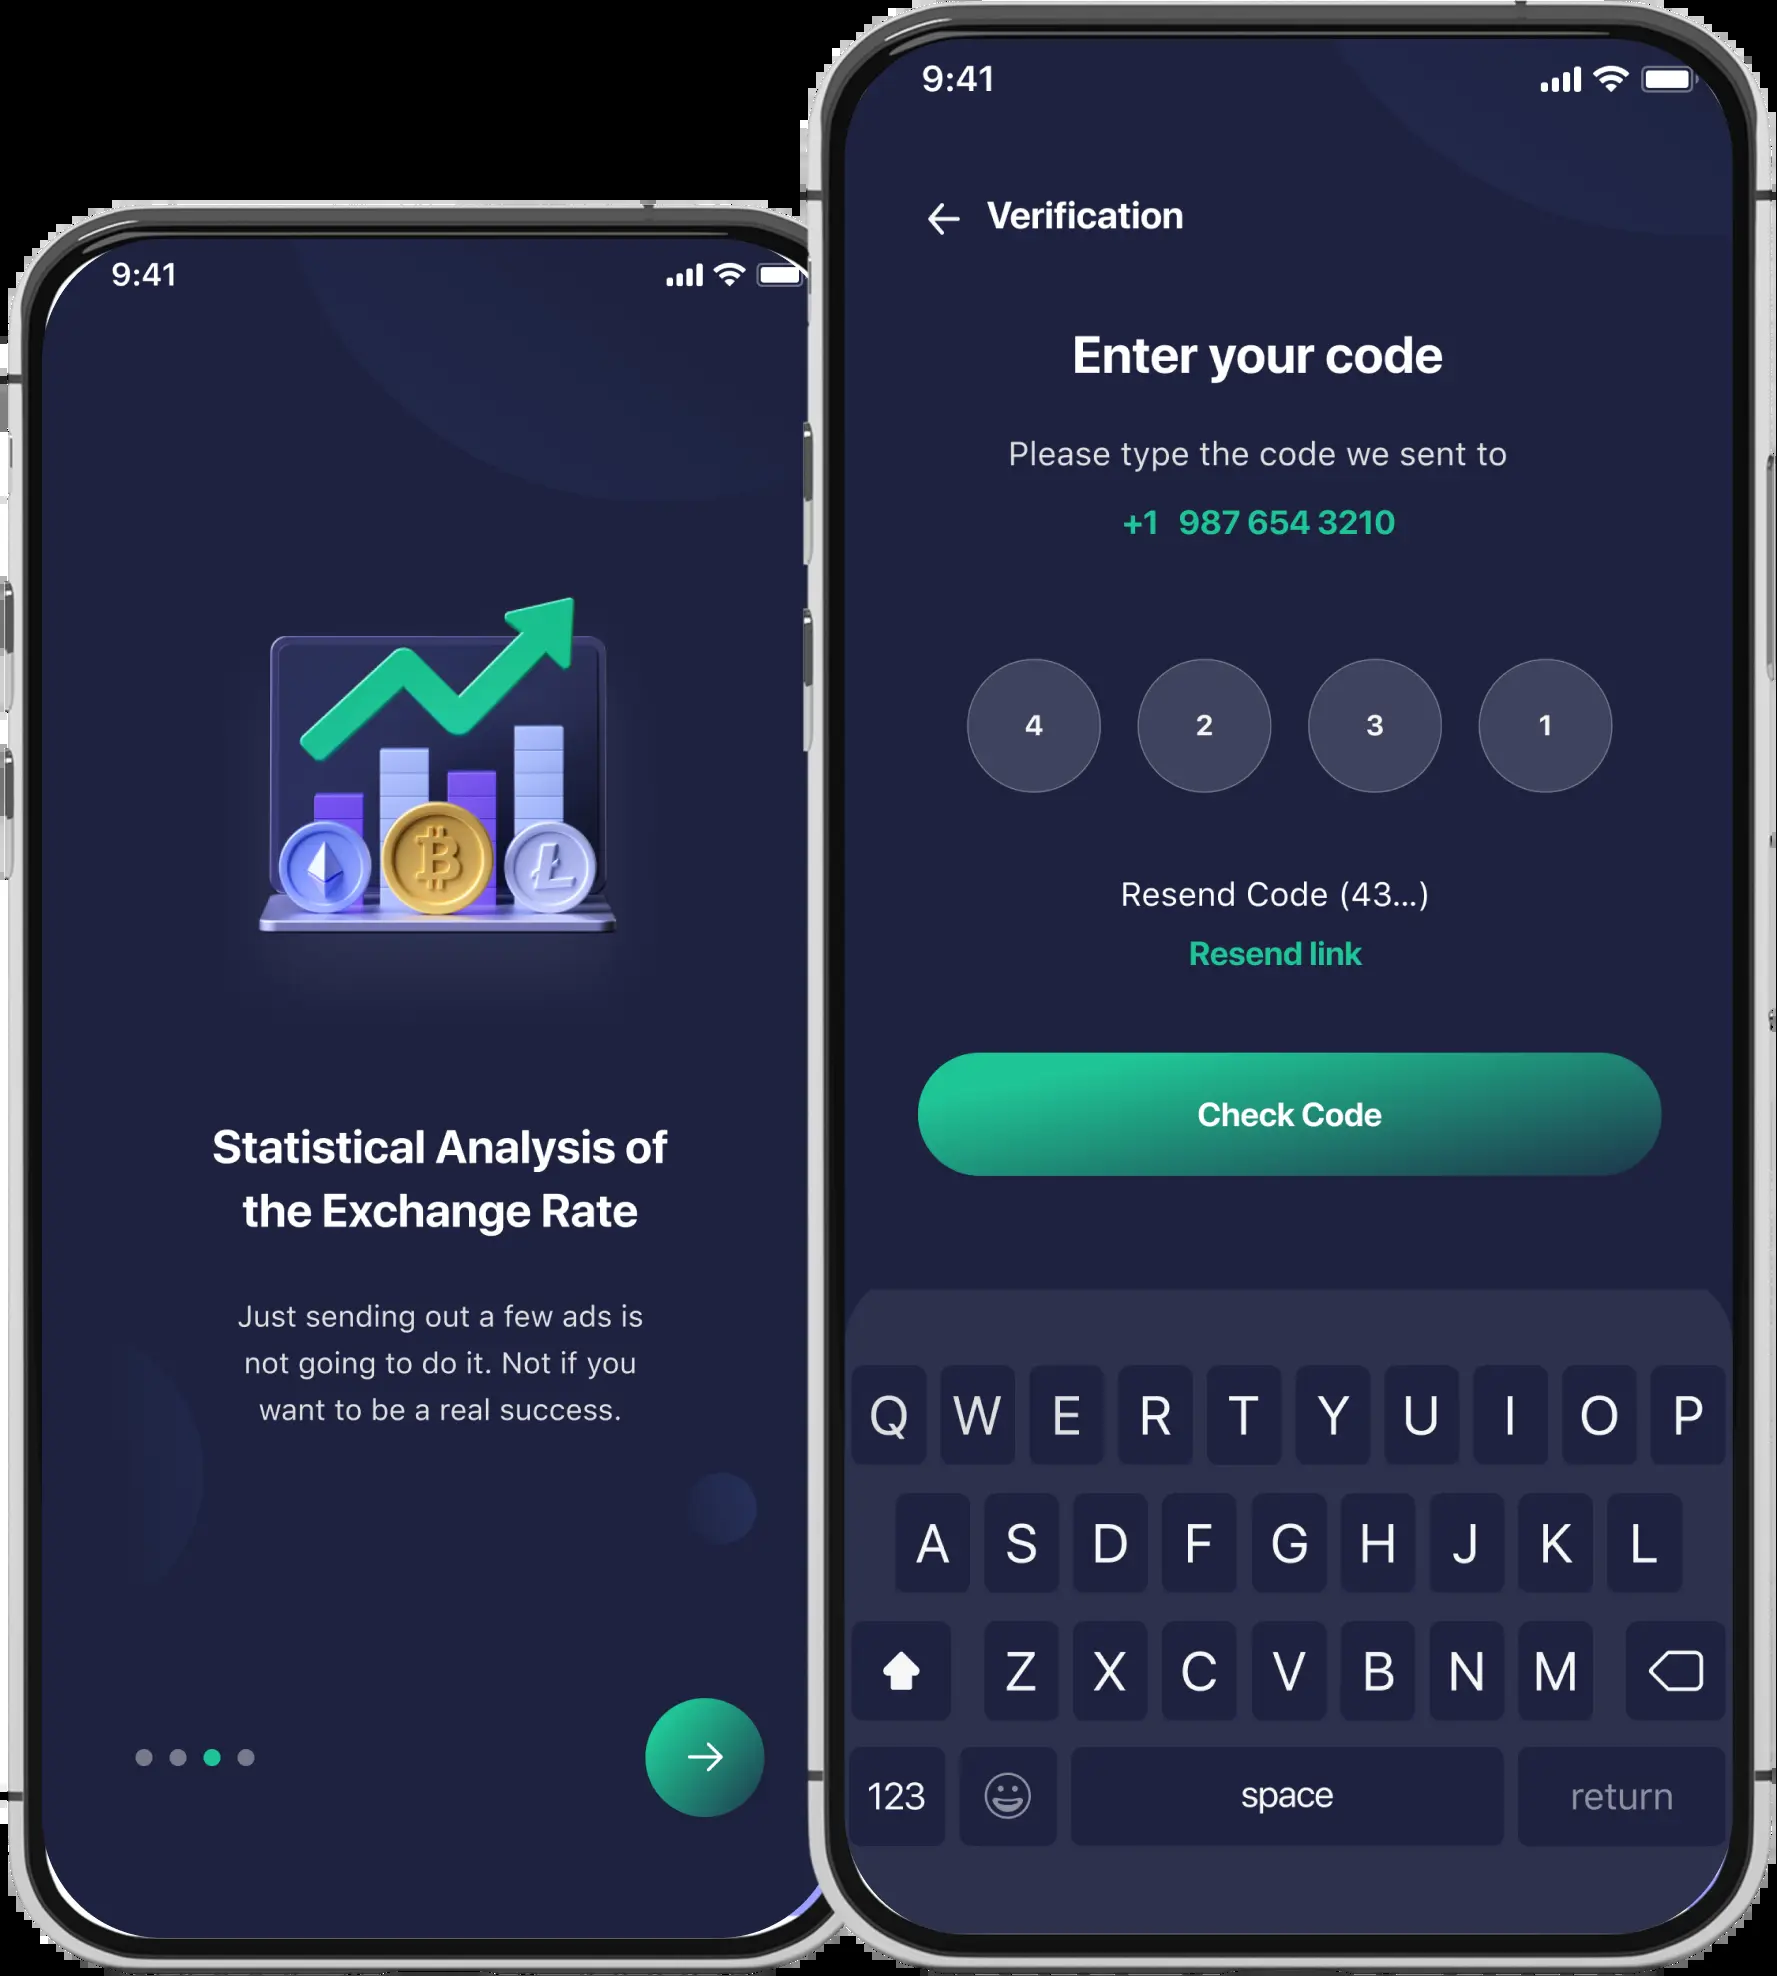 9:41
Statistical Analysis of
the Exchange Rate
Just sending out a few ads is
not going to do it. Not if you
want to be a real success.
9:41
Verification
Enter your code
Please type the code we sent to
+1 987 654 3210
4 2 3 1
Resend Code (43...)
Resend link
Check Code
Q W E R T Y U I O P
A S D F G H J K L
Z X C V B N M
123 space return